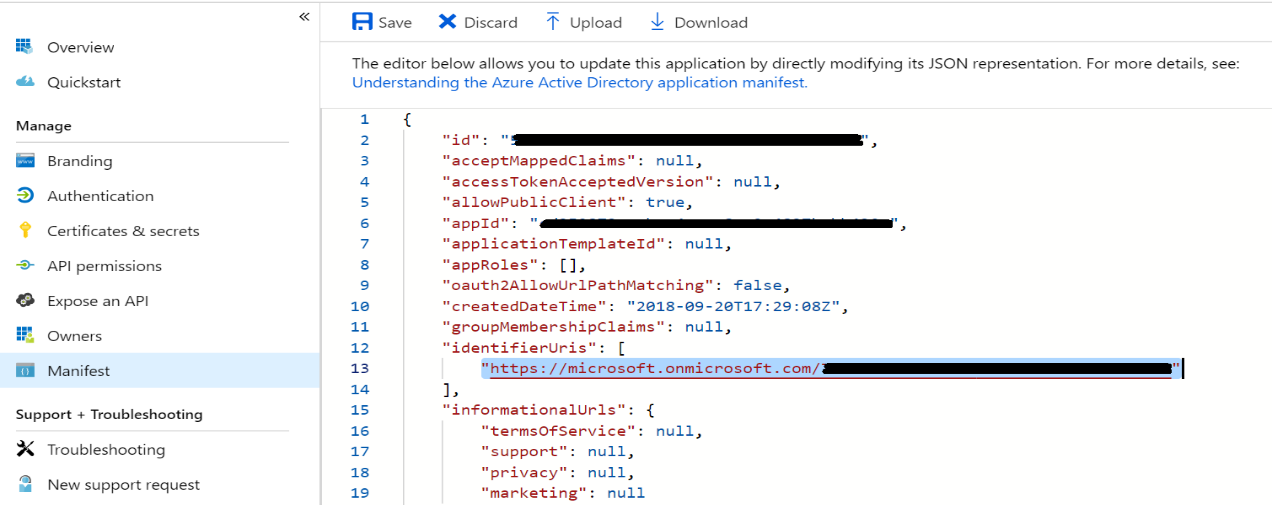 «
Overview
Quickstart
Manage
Branding
Authentication
Certificates & secrets
API permissions
Expose an API
Owners
Manifest
Support + Troubleshooting
Troubleshooting
New support request
Save Discard Upload Download
The editor below allows you to update this application by directly modifying its JSON representation. For more details, see:
Understanding the Azure Active Directory application manifest.
1 {
2 "id": "",
3 "acceptMappedClaims": null,
4 "accessTokenAcceptedVersion": null,
5 "allowPublicClient": true,
6 "appId": "",
7 "applicationTemplateId": null,
8 "appRoles": [],
9 "oauth2AllowUrlPathMatching": false,
10 "createdDateTime": "2018-09-20T17:29:08Z",
11 "groupMembershipClaims": null,
12 "identifierUris": [
13 "https://microsoft.onmicrosoft.com/"
14 ],
15 "informationalUrls": {
16 "termsOfService": null,
17 "support": null,
18 "privacy": null,
19 "marketing": null